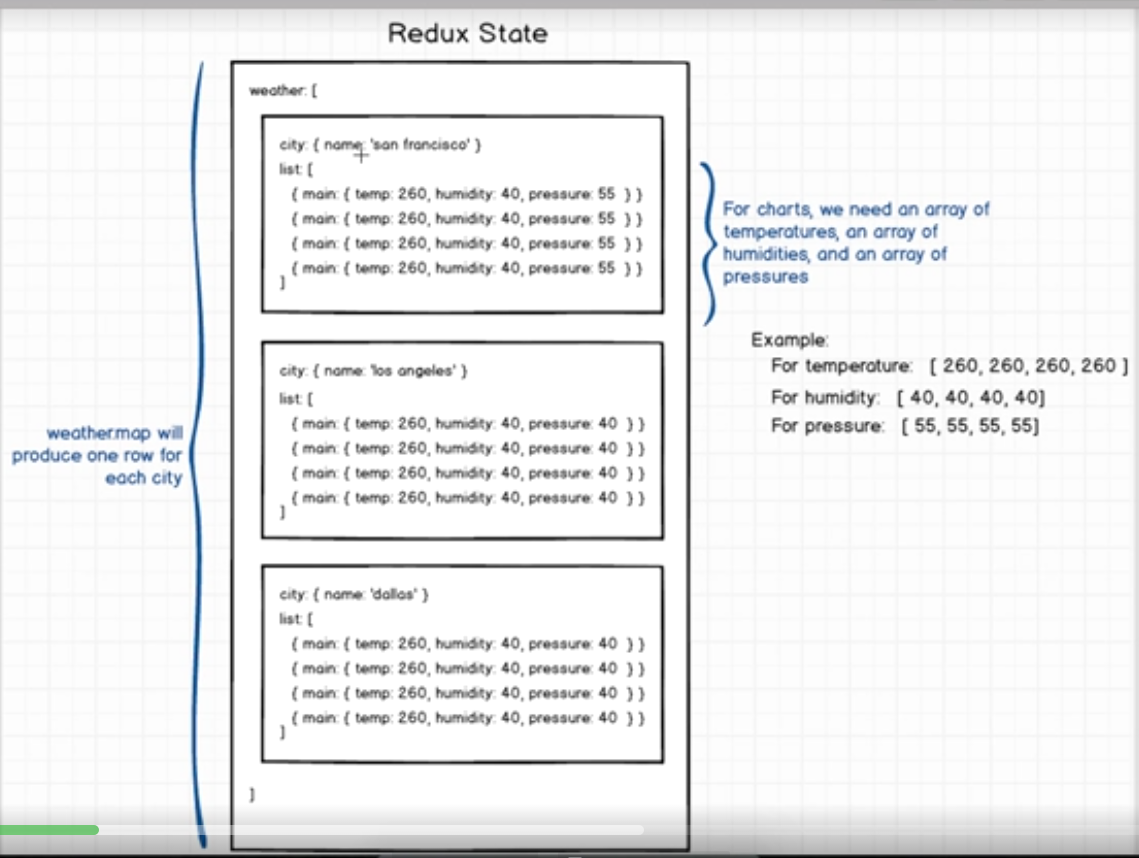 Redux State
weather: [
city: { name: 'san francisco' }
list: [
{ main: { temp: 260, humidity: 40, pressure: 55 } }
{ main: { temp: 260, humidity: 40, pressure: 55 } }
{ main: { temp: 260, humidity: 40, pressure: 55 } }
{ main: { temp: 260, humidity: 40, pressure: 55 } }
]
city: { name: 'los angeles' }
list: [
{ main: { temp: 260, humidity: 40, pressure: 40 } }
{ main: { temp: 260, humidity: 40, pressure: 40 } }
{ main: { temp: 260, humidity: 40, pressure: 40 } }
{ main: { temp: 260, humidity: 40, pressure: 40 } }
]
city: { name: 'dallas' }
list: [
{ main: { temp: 260, humidity: 40, pressure: 40 } }
{ main: { temp: 260, humidity: 40, pressure: 40 } }
{ main: { temp: 260, humidity: 40, pressure: 40 } }
{ main: { temp: 260, humidity: 40, pressure: 40 } }
]
]
weather.map will
produce one row for
each city
For charts, we need an array of
temperatures, an array of
humidities, and an array of
pressures
Example:
For temperature: [ 260, 260, 260, 260 ]
For humidity: [ 40, 40, 40, 40]
For pressure: [ 55, 55, 55, 55]